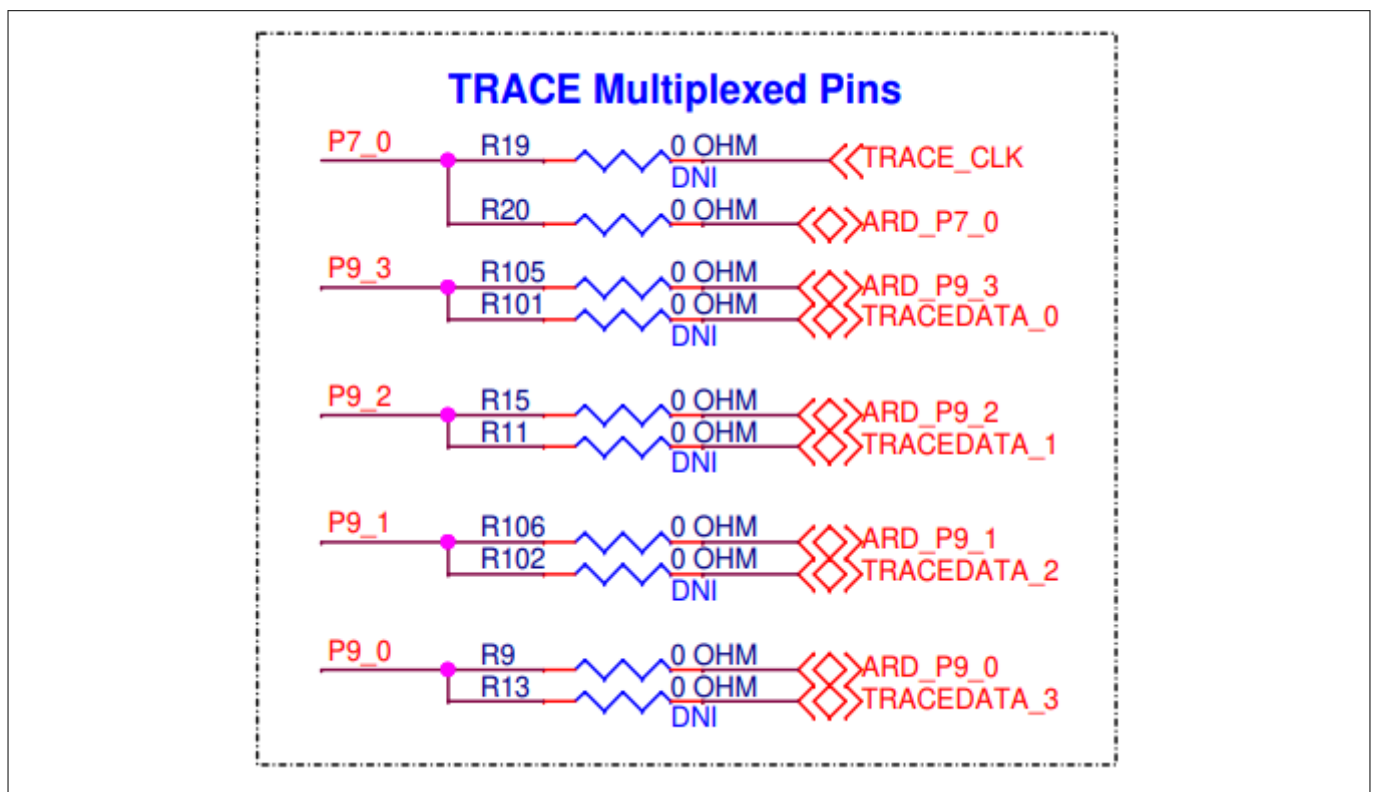 TRACE Multiplexed Pins
P7_0 R19 0 OHM TRACE_CLK
DNI
R20 0 OHM ARD_P7_0
P9_3 R105 0 OHM ARD_P9_3
R101 0 OHM TRACEDATA_0
DNI
P9_2 R15 0 OHM ARD_P9_2
R11 0 OHM TRACEDATA_1
DNI
P9_1 R106 0 OHM ARD_P9_1
R102 0 OHM TRACEDATA_2
DNI
P9_0 R9 0 OHM ARD_P9_0
R13 0 OHM TRACEDATA_3
DNI